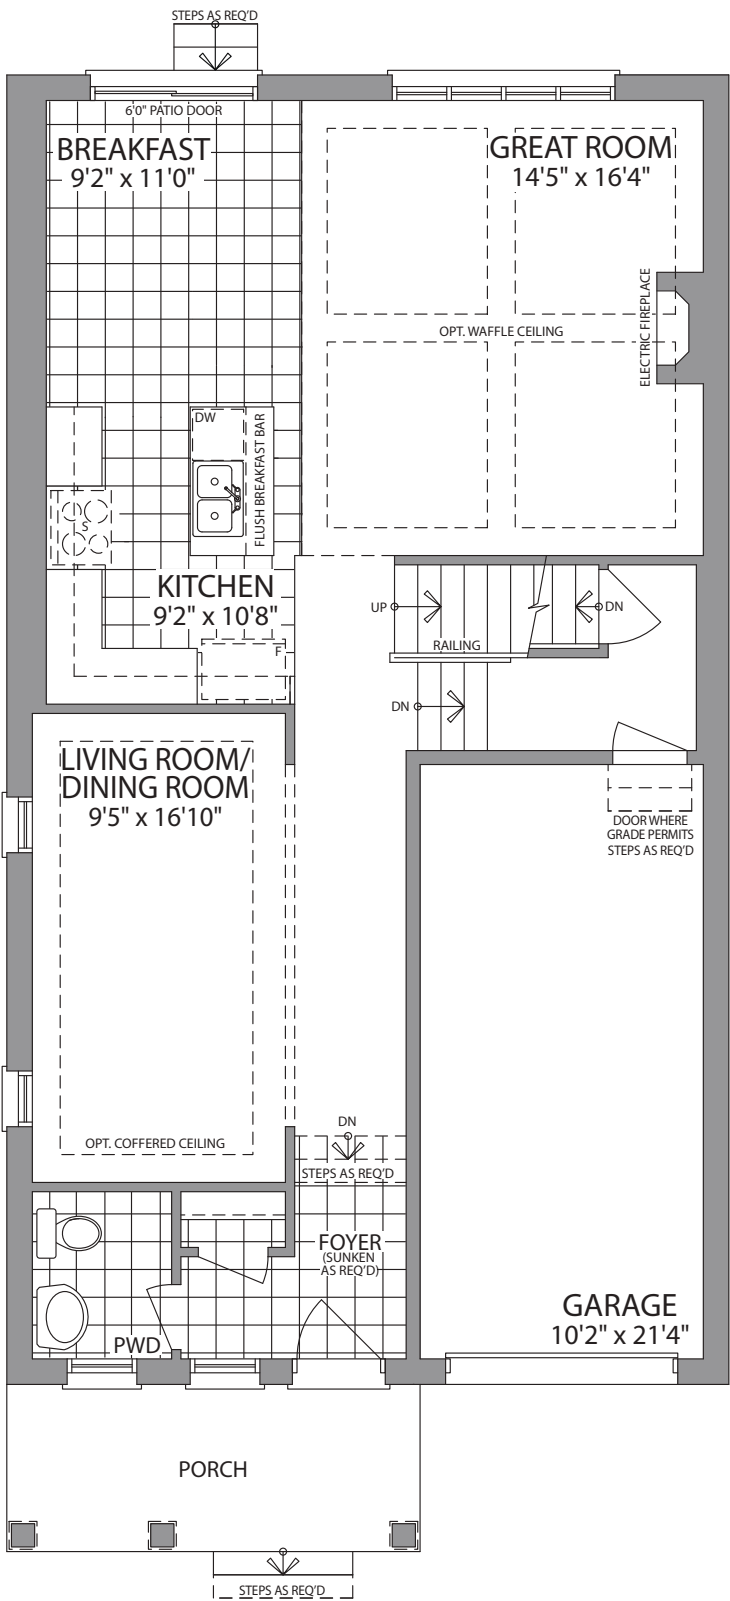 STEPS AS REQ'D
6'0" PATIO DOOR
BREAKFAST
9'2" x 11'0"
GREAT ROOM
14'5" x 16'4"
ELECTRIC FIREPLACE
OPT. WAFFLE CEILING
DW
FLUSH BREAKFAST BAR
S
KITCHEN
9'2" x 10'8"
F
UP
DN
RAILING
DN
LIVING ROOM/
DINING ROOM
9'5" x 16'10"
DOOR WHERE
GRADE PERMITS
STEPS AS REQ'D
OPT. COFFERED CEILING
DN
STEPS AS REQ'D
FOYER
(SUNKEN
AS REQ'D)
GARAGE
10'2" x 21'4"
PWD
PORCH
STEPS AS REQ'D